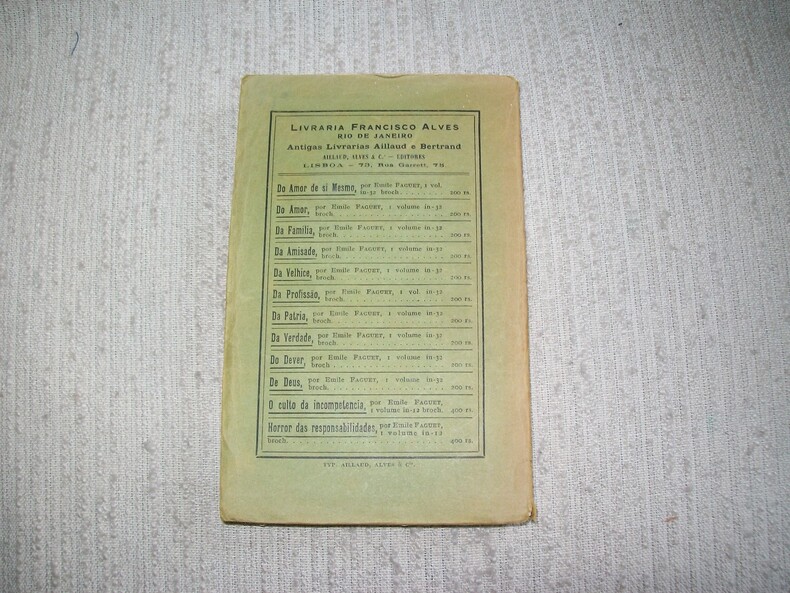 LIVRARIA FRANCISCO ALVES
RIO DE JANEIRO
Antigas Livrarias Aillaud e Bertrand
AILLAUD, ALVES & Cª — EDITORES
LISBOA — 73, Rua Garrett, 75
Do Amor de si Mesmo, por Emile FAGUET, 1 vol.
in-32 broch. . . . . . . . 200 rs.
Do Amor, por Emile FAGUET, 1 volume in-32
broch. . . . . . . . . . . . . . 200 rs.
Da Familia, por Emile FAGUET, 1 volume in-32
broch. . . . . . . . . . . . . . 200 rs.
Da Amisade, por Emile FAGUET, 1 volume in-32
broch. . . . . . . . . . . . . . 200 rs.
Da Velhice, por Emile FAGUET, 1 volume in-32
broch. . . . . . . . . . . . . . 200 rs.
Da Profissão, por Emile FAGUET, 1 vol. in-32
broch. . . . . . . . . . . . . . 200 rs.
Da Patria, por Emile FAGUET, 1 volume in-32
broch. . . . . . . . . . . . . . 200 rs.
Da Verdade, por Emile FAGUET, 1 volume in-32
broch. . . . . . . . . . . . . . 200 rs.
Do Dever, por Emile FAGUET, 1 volume in-32
broch . . . . . . . . . . . . . . 200 rs.
De Deus, por Emile FAGUET, 1 volume in-32
broch. . . . . . . . . . . . . . 200 rs.
O culto da incompetencia, por Emile FAGUET,
1 volume in-12 broch. 400 rs.
Horror das responsabilidades, por Emile FAGUET,
1 volume in-12
broch. . . . . . . . . . . . . . 400 rs.
TYP. AILLAUD, ALVES & Cª.